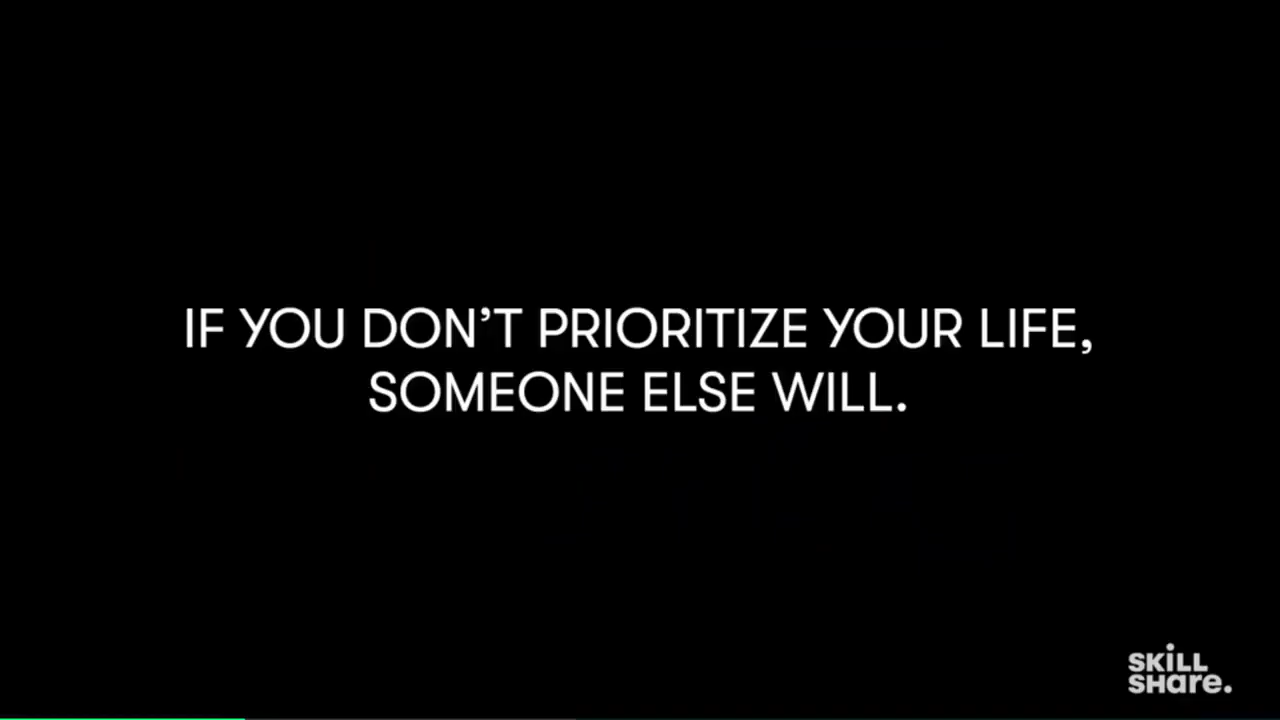 IF YOU DON’T PRIORITIZE YOUR LIFE,
SOMEONE ELSE WILL.
SKiLL
SHare.